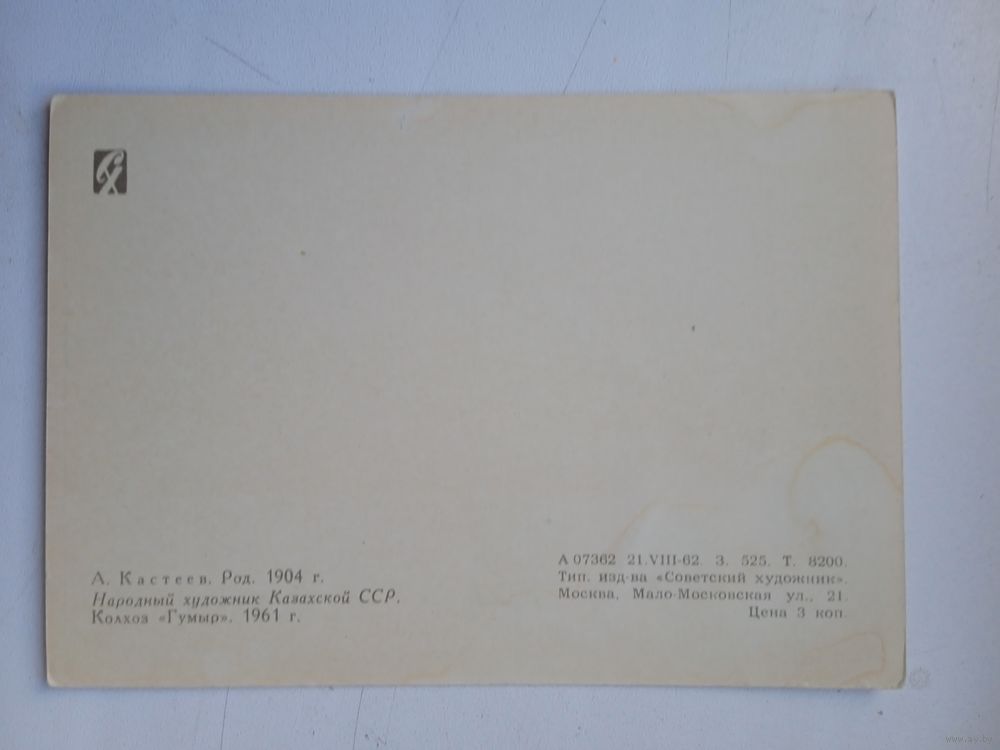 СХ
А. Кастеев. Род. 1904 г.
Народный художник Казахской ССР.
Колхоз «Гумыр». 1961 г.
А 07362 21.VIII-62. З. 525. Т. 8200.
Тип. изд-ва «Советский художник».
Москва, Мало-Московская ул., 21.
Цена 3 коп.